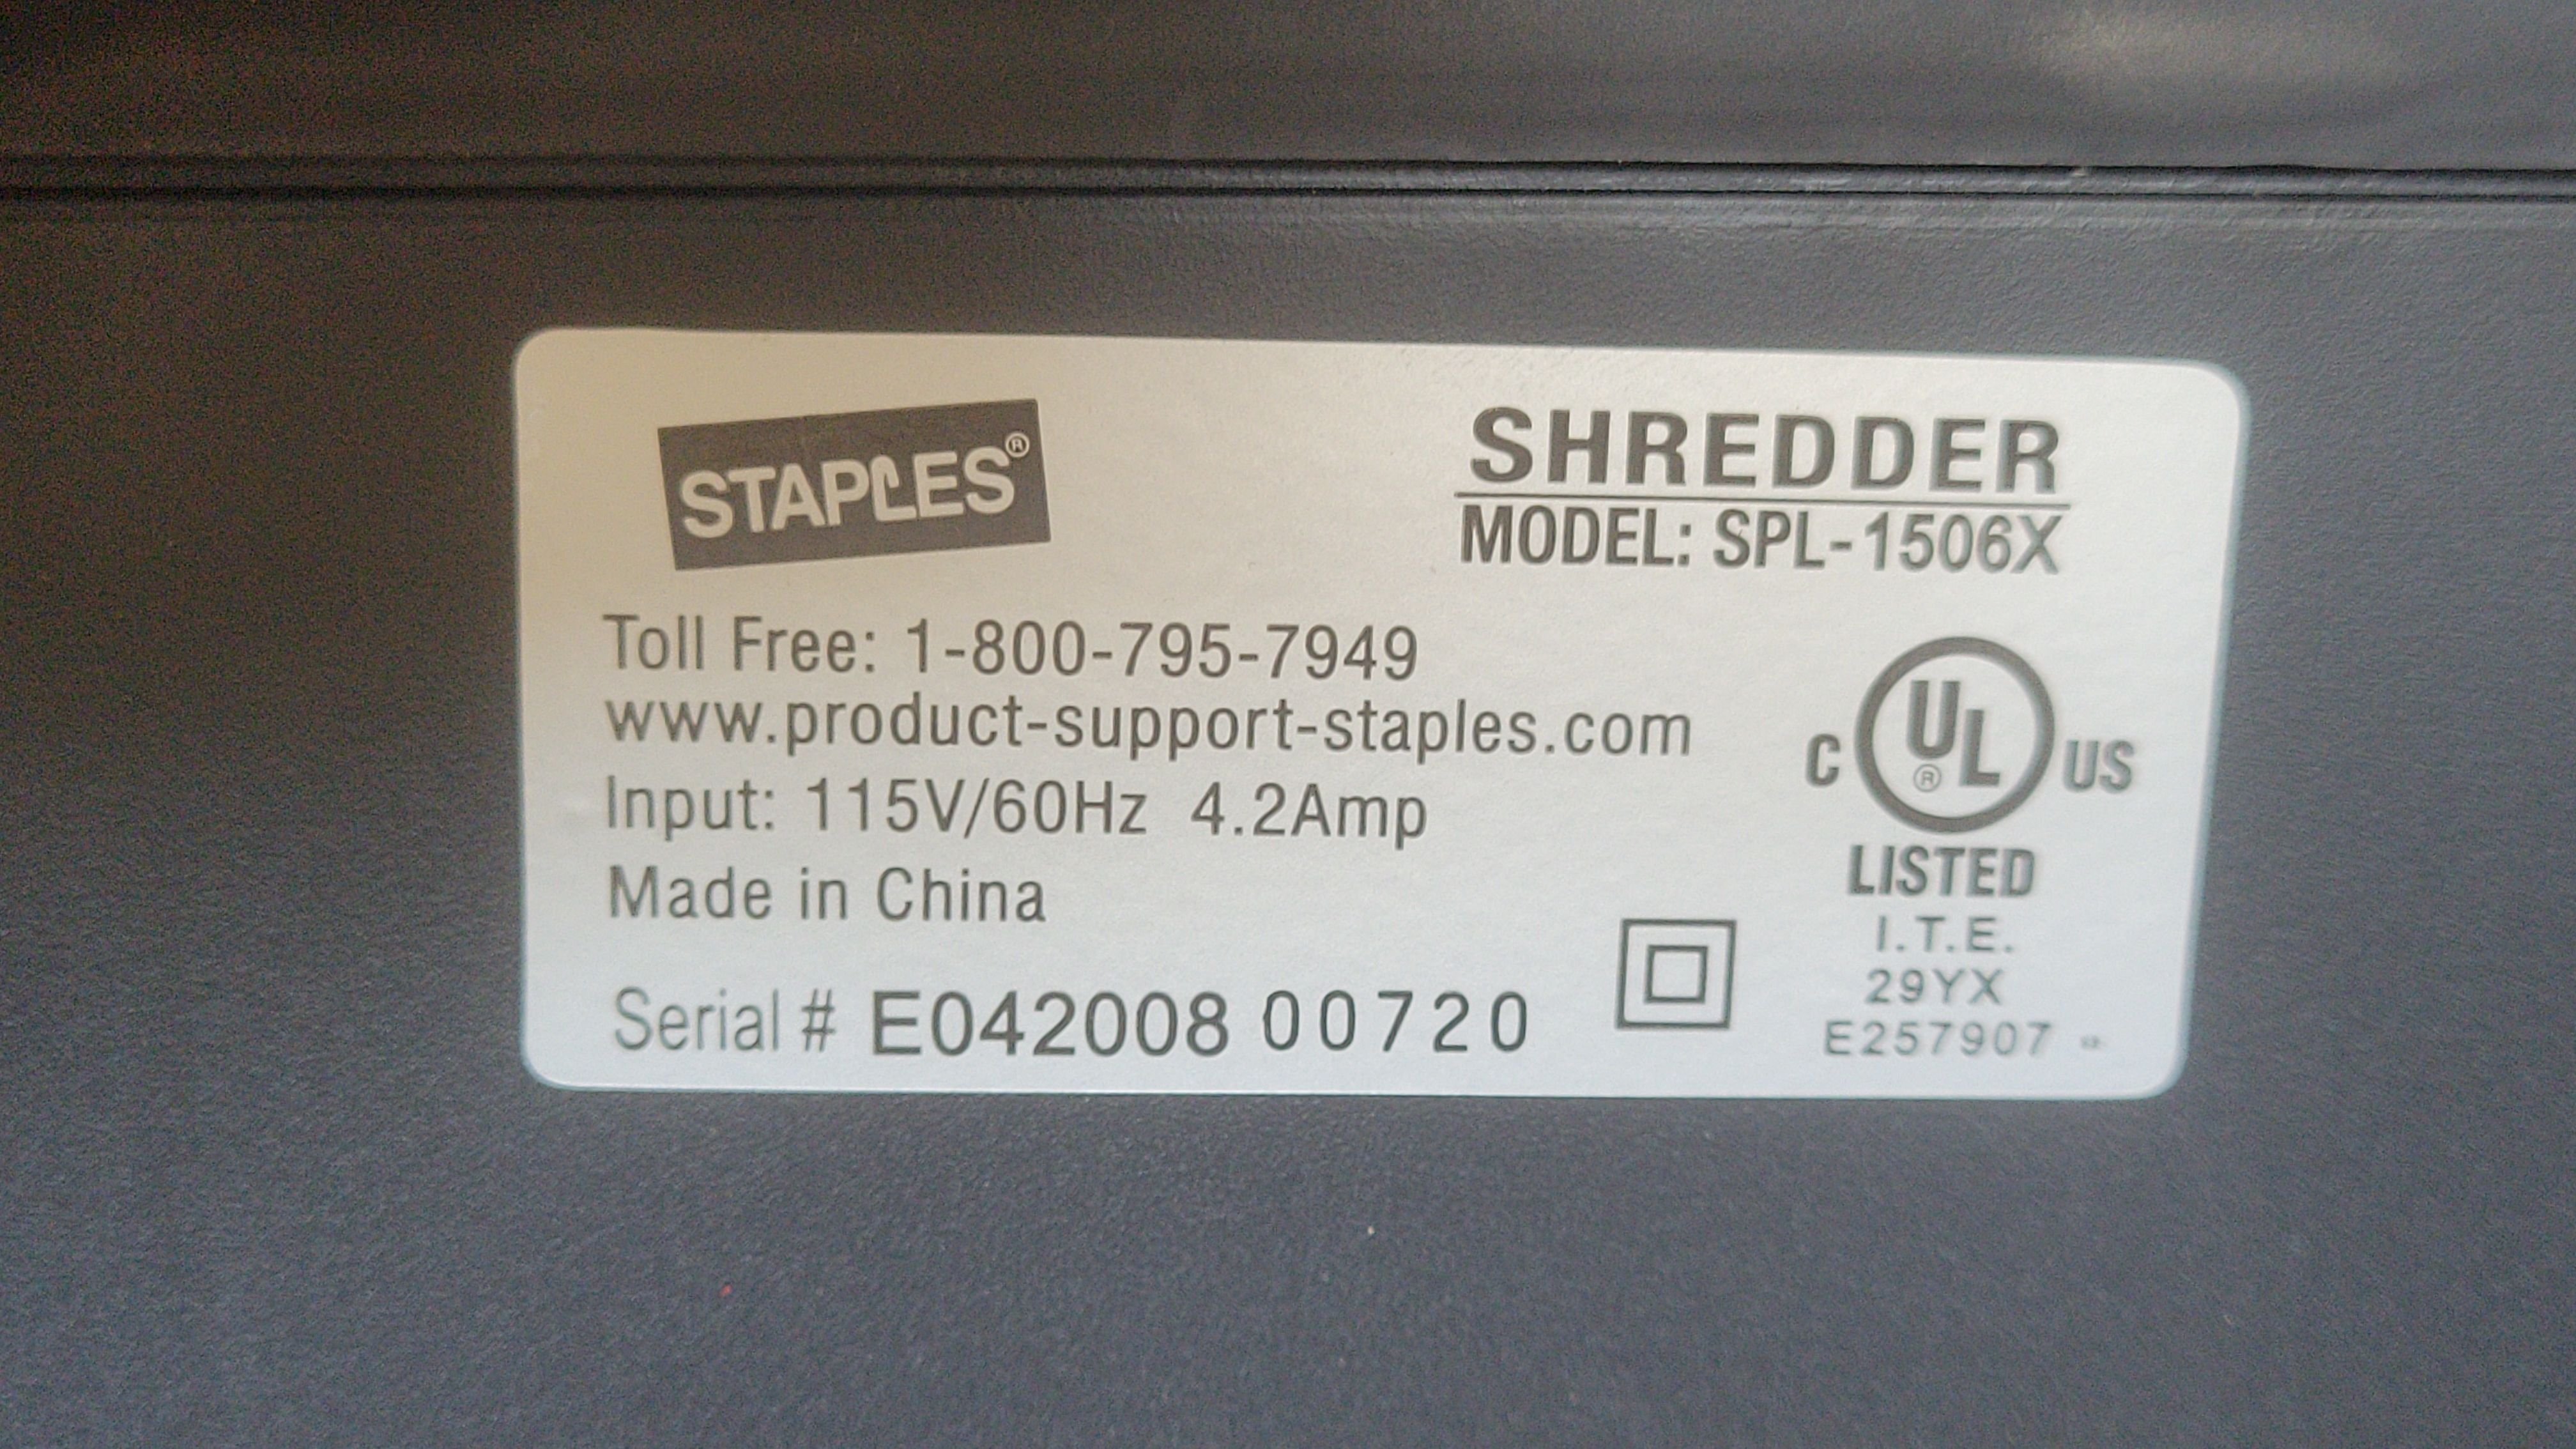 STAPLES®
SHREDDER
MODEL: SPL-1506X
Toll Free: 1-800-795-7949
www.product-support-staples.com
Input: 115V/60Hz 4.2Amp
Made in China
Serial # E042008 00720
C UL® US
LISTED
I.T.E.
29YX
E257907